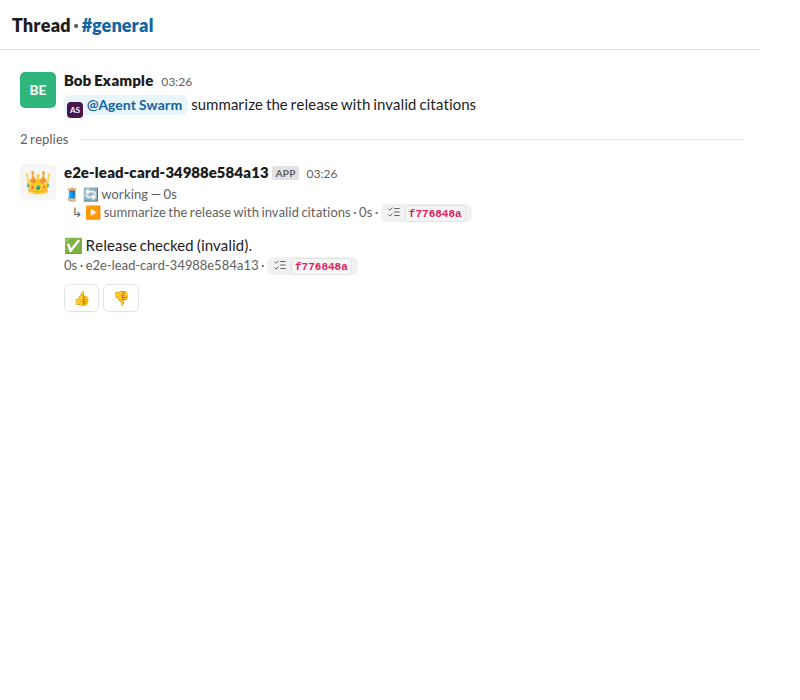 Thread • #general
BE
Bob Example 03:26
AS @Agent Swarm summarize the release with invalid citations
2 replies
e2e-lead-card-34988e584a13 APP 03:26
🧵 🔄 working — 0s
↳ ▶️ summarize the release with invalid citations · 0s · f776848a
✅ Release checked (invalid).
0s · e2e-lead-card-34988e584a13 · f776848a